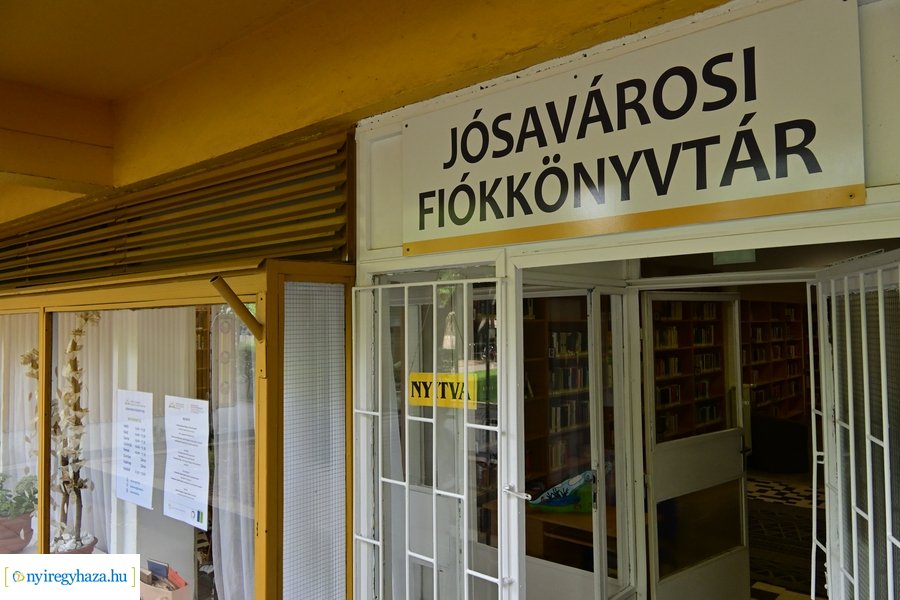 JÓSAVÁROSI
FIÓKKÖNYVTÁR
NYITVA
nyiregyhaza.hu